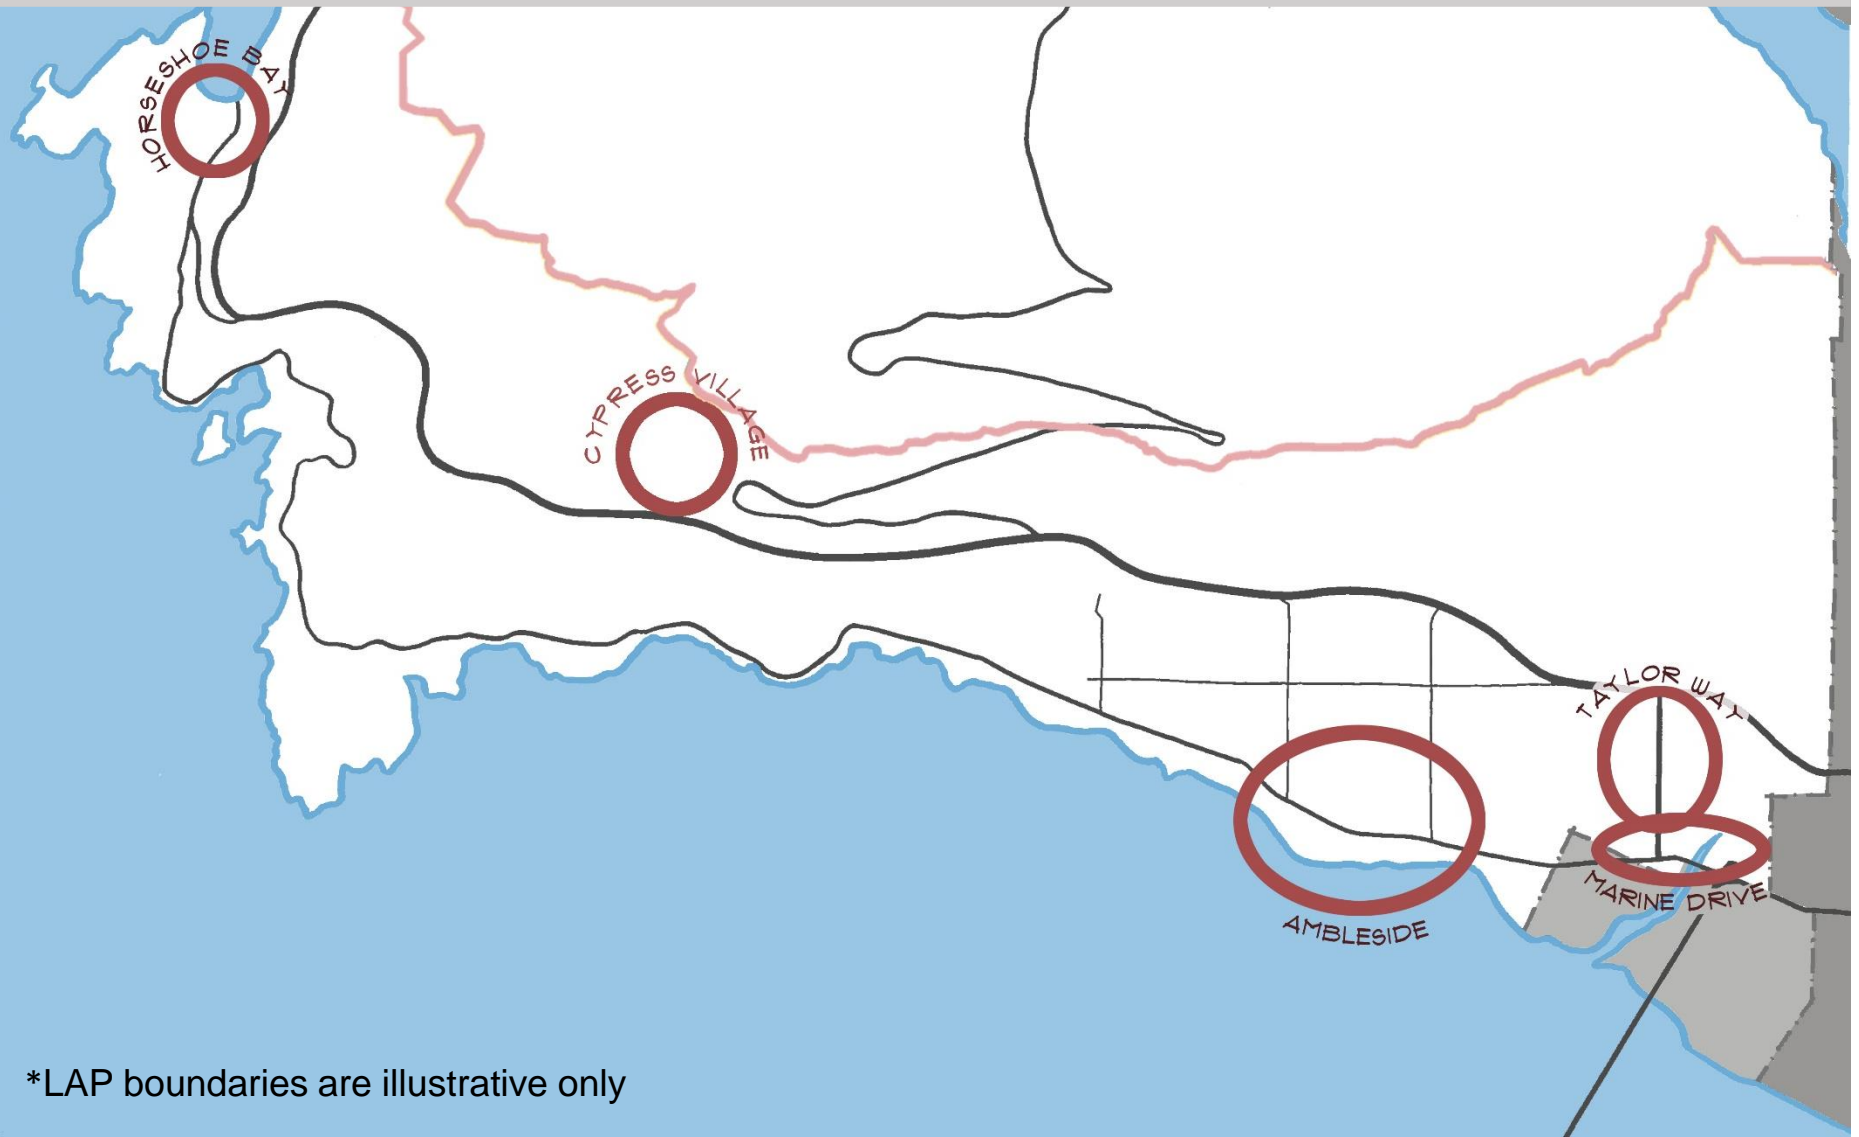 HORSESHOE BAY
CYPRESS VILLAGE
TAYLOR WAY
MARINE DRIVE
AMBLESIDE
*LAP boundaries are illustrative only